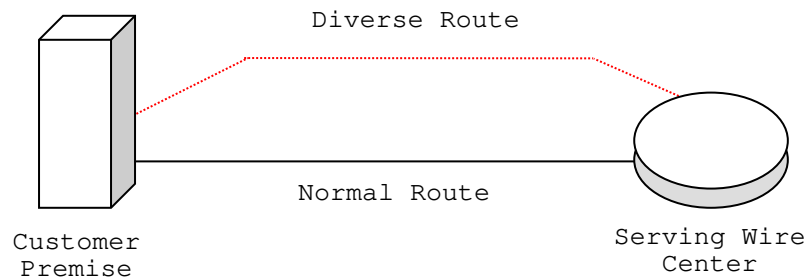 Diverse Route
Normal Route
Customer
Premise
Serving Wire
Center